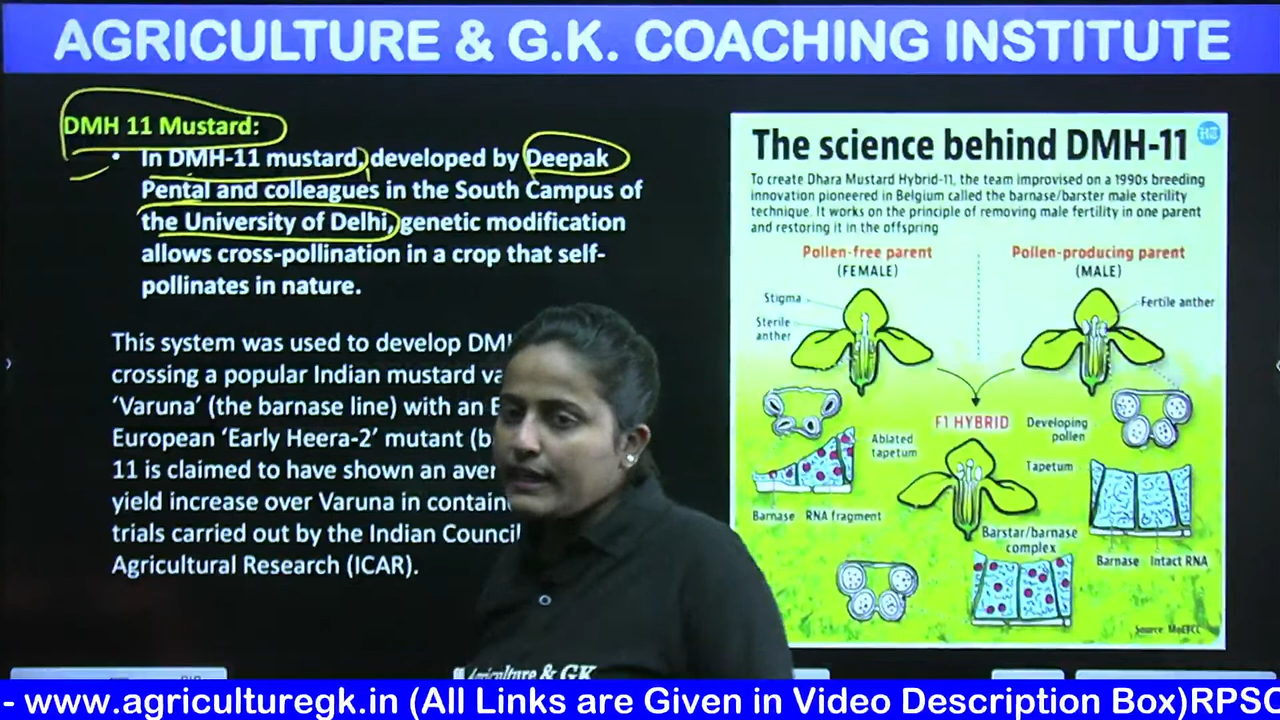 AGRICULTURE & G.K. COACHING INSTITUTE
DMH 11 Mustard:
• In DMH-11 mustard, developed by Deepak
Pental and colleagues in the South Campus of
the University of Delhi, genetic modification
allows cross-pollination in a crop that self-
pollinates in nature.
This system was used to develop
crossing a popular Indian mustard
‘Varuna’ (the barnase line) with an
European ‘Early Heera-2’ mutant
11 is claimed to have shown an
yield increase over Varuna in
trials carried out by the Indian Council
Agricultural Research (ICAR).
The science behind DMH-11
To create Dhara Mustard Hybrid-11, the team improvised on a 1990s breeding
innovation pioneered in Belgium called the barnase/barster male sterility
technique. It works on the principle of removing male fertility in one parent
and restoring it in the offspring
Pollen-free parent
(FEMALE)
Pollen-producing parent
(MALE)
Stigma
Sterile
anther
Fertile anther
F1 HYBRID
Developing
pollen
Ablated
tapetum
Tapetum
Barnase RNA fragment
Barstar/barnase
complex
Barnase Intact RNA
Source: MoEFCC
Agriculture & GK
- www.agriculturegk.in (All Links are Given in Video Description Box)RPSC